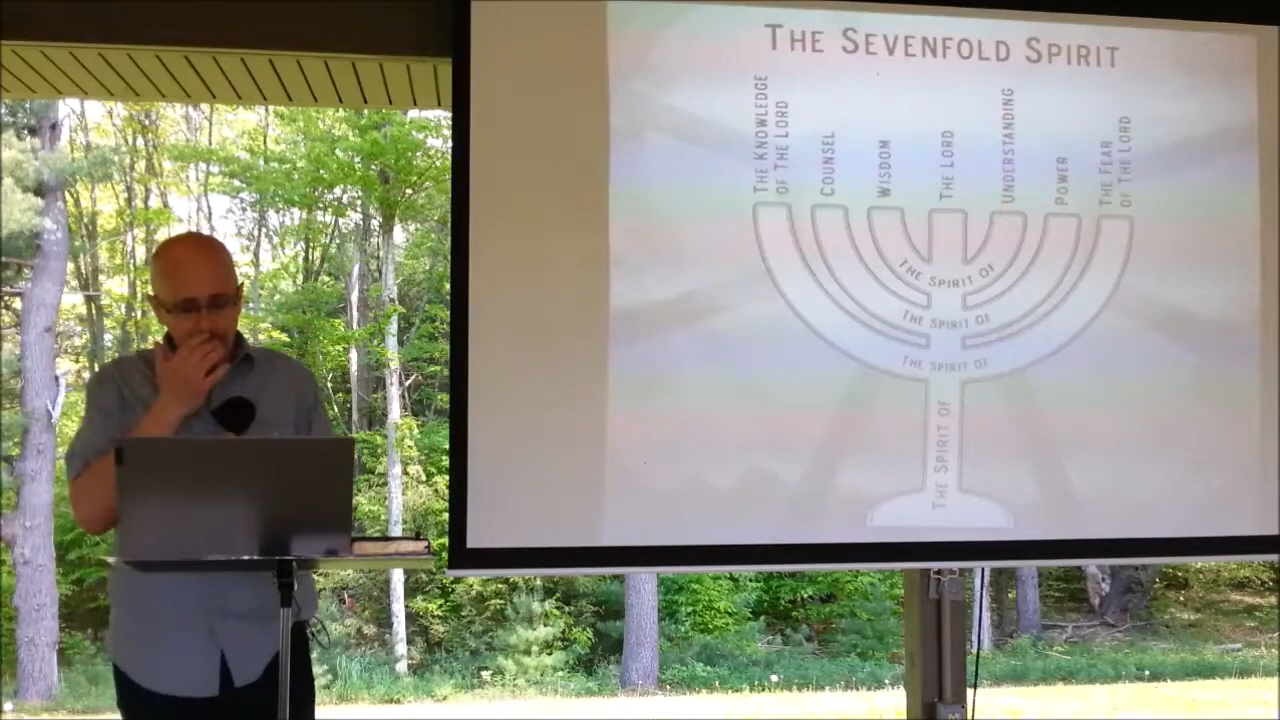 THE SEVENFOLD SPIRIT
THE KNOWLEDGE
OF THE LORD
COUNSEL
WISDOM
THE LORD
UNDERSTANDING
POWER
THE FEAR
OF THE LORD
THE SPIRIT OF
THE SPIRIT OF
THE SPIRIT OF
THE SPIRIT OF